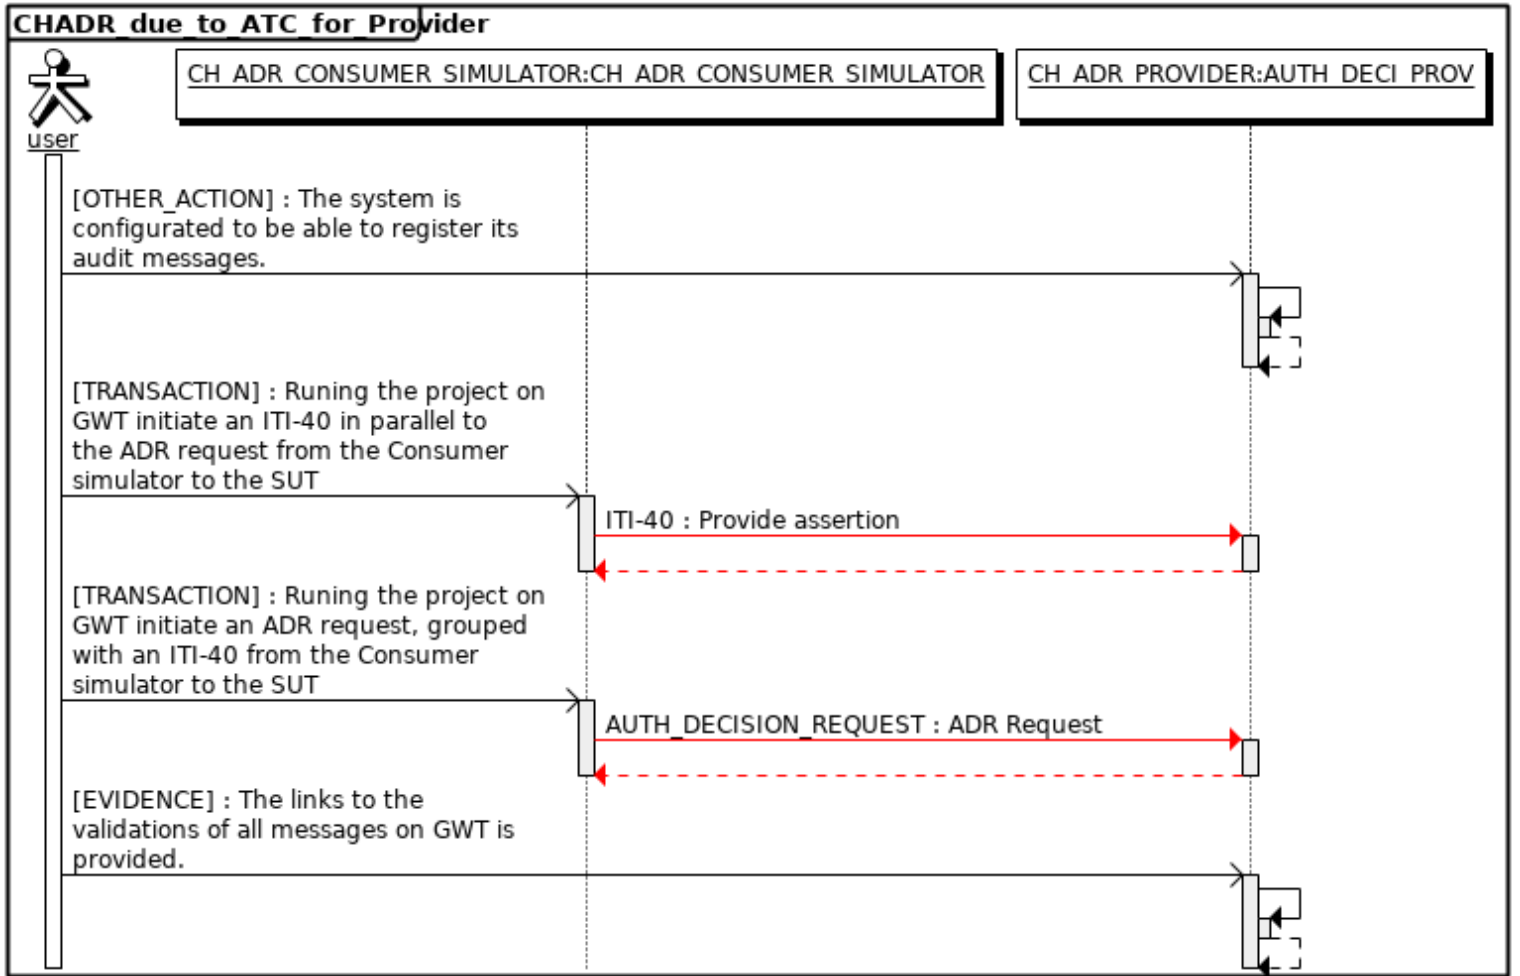 CHADR_due_to_ATC_for_Provider
CH_ADR_CONSUMER_SIMULATOR:CH_ADR_CONSUMER_SIMULATOR
CH_ADR_PROVIDER:AUTH_DECI_PROV
user
[OTHER_ACTION] : The system is
configurated to be able to register its
audit messages.
[TRANSACTION] : Runing the project on
GWT initiate an ITI-40 in parallel to
the ADR request from the Consumer
simulator to the SUT
ITI-40 : Provide assertion
[TRANSACTION] : Runing the project on
GWT initiate an ADR request, grouped
with an ITI-40 from the Consumer
simulator to the SUT
AUTH_DECISION_REQUEST : ADR Request
[EVIDENCE] : The links to the
validations of all messages on GWT is
provided.